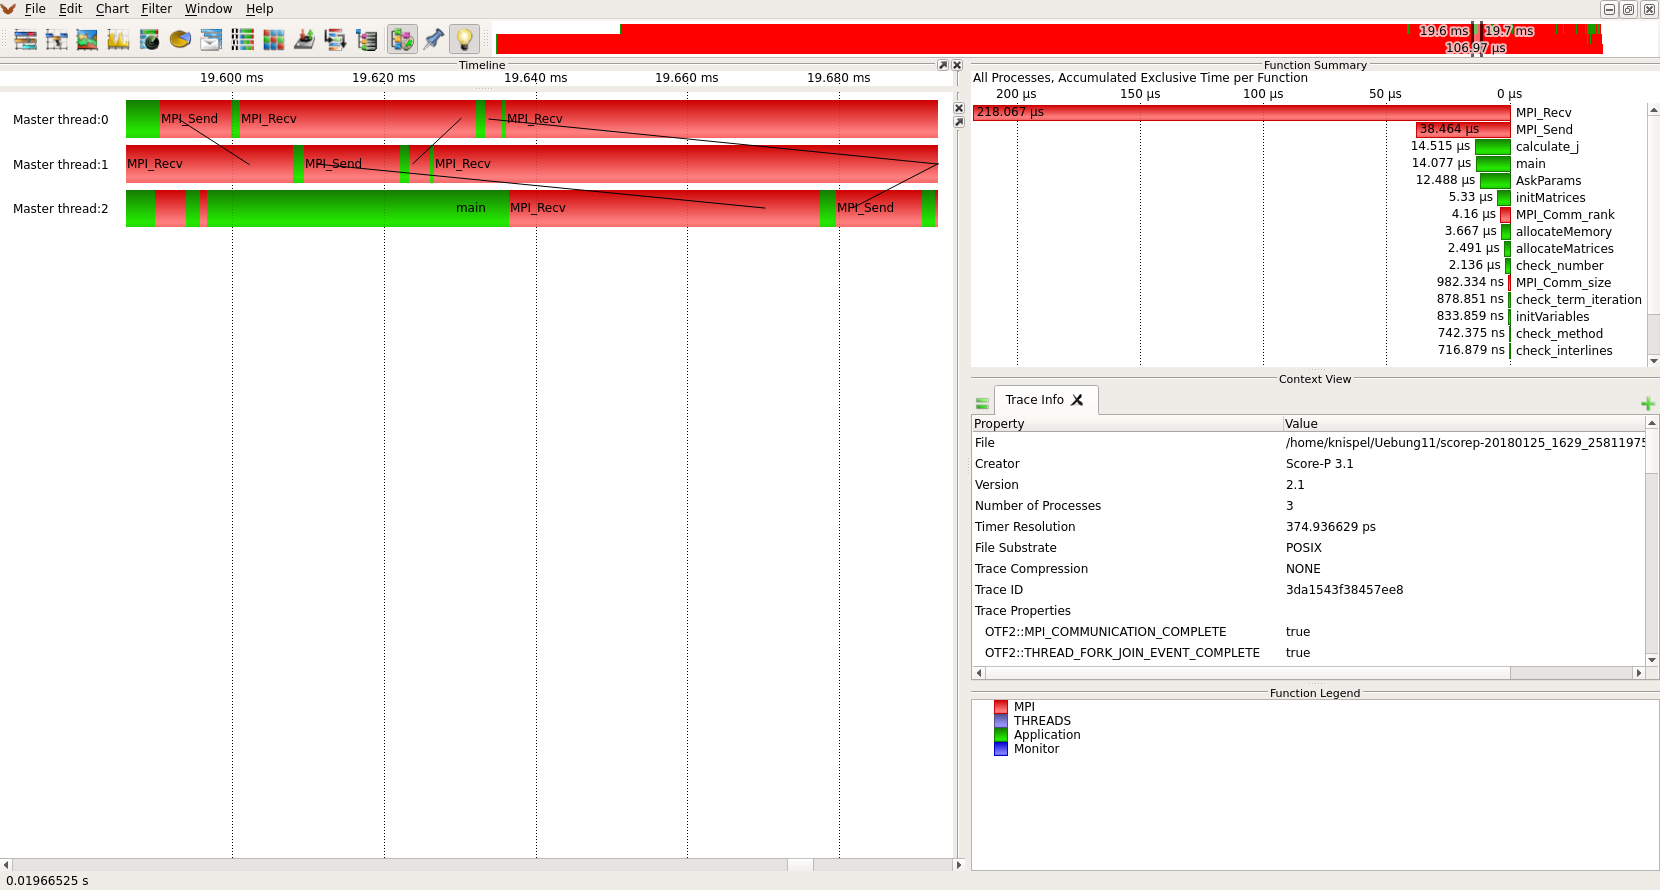 File Edit Chart Filter Window Help
19.6 ms 19.7 ms
106.97 µs
Timeline
19.600 ms 19.620 ms 19.640 ms 19.660 ms 19.680 ms
Master thread:0 MPI_Send MPI_Recv MPI_Recv
Master thread:1 MPI_Recv MPI_Send MPI_Recv
Master thread:2 main MPI_Recv MPI_Send
Function Summary
All Processes, Accumulated Exclusive Time per Function
200 µs 150 µs 100 µs 50 µs 0 µs
218.067 µs MPI_Recv
38.464 µs MPI_Send
14.515 µs calculate_j
14.077 µs main
12.488 µs AskParams
5.33 µs initMatrices
4.16 µs MPI_Comm_rank
3.667 µs allocateMemory
2.491 µs allocateMatrices
2.136 µs check_number
982.334 ns MPI_Comm_size
878.851 ns check_term_iteration
833.859 ns initVariables
742.375 ns check_method
716.879 ns check_interlines
Context View
Trace Info
Property Value
File /home/knispel/Uebung11/scorep-20180125_1629_25811975
Creator Score-P 3.1
Version 2.1
Number of Processes 3
Timer Resolution 374.936629 ps
File Substrate POSIX
Trace Compression NONE
Trace ID 3da1543f38457ee8
Trace Properties
OTF2::MPI_COMMUNICATION_COMPLETE true
OTF2::THREAD_FORK_JOIN_EVENT_COMPLETE true
Function Legend
MPI
THREADS
Application
Monitor
0.01966525 s